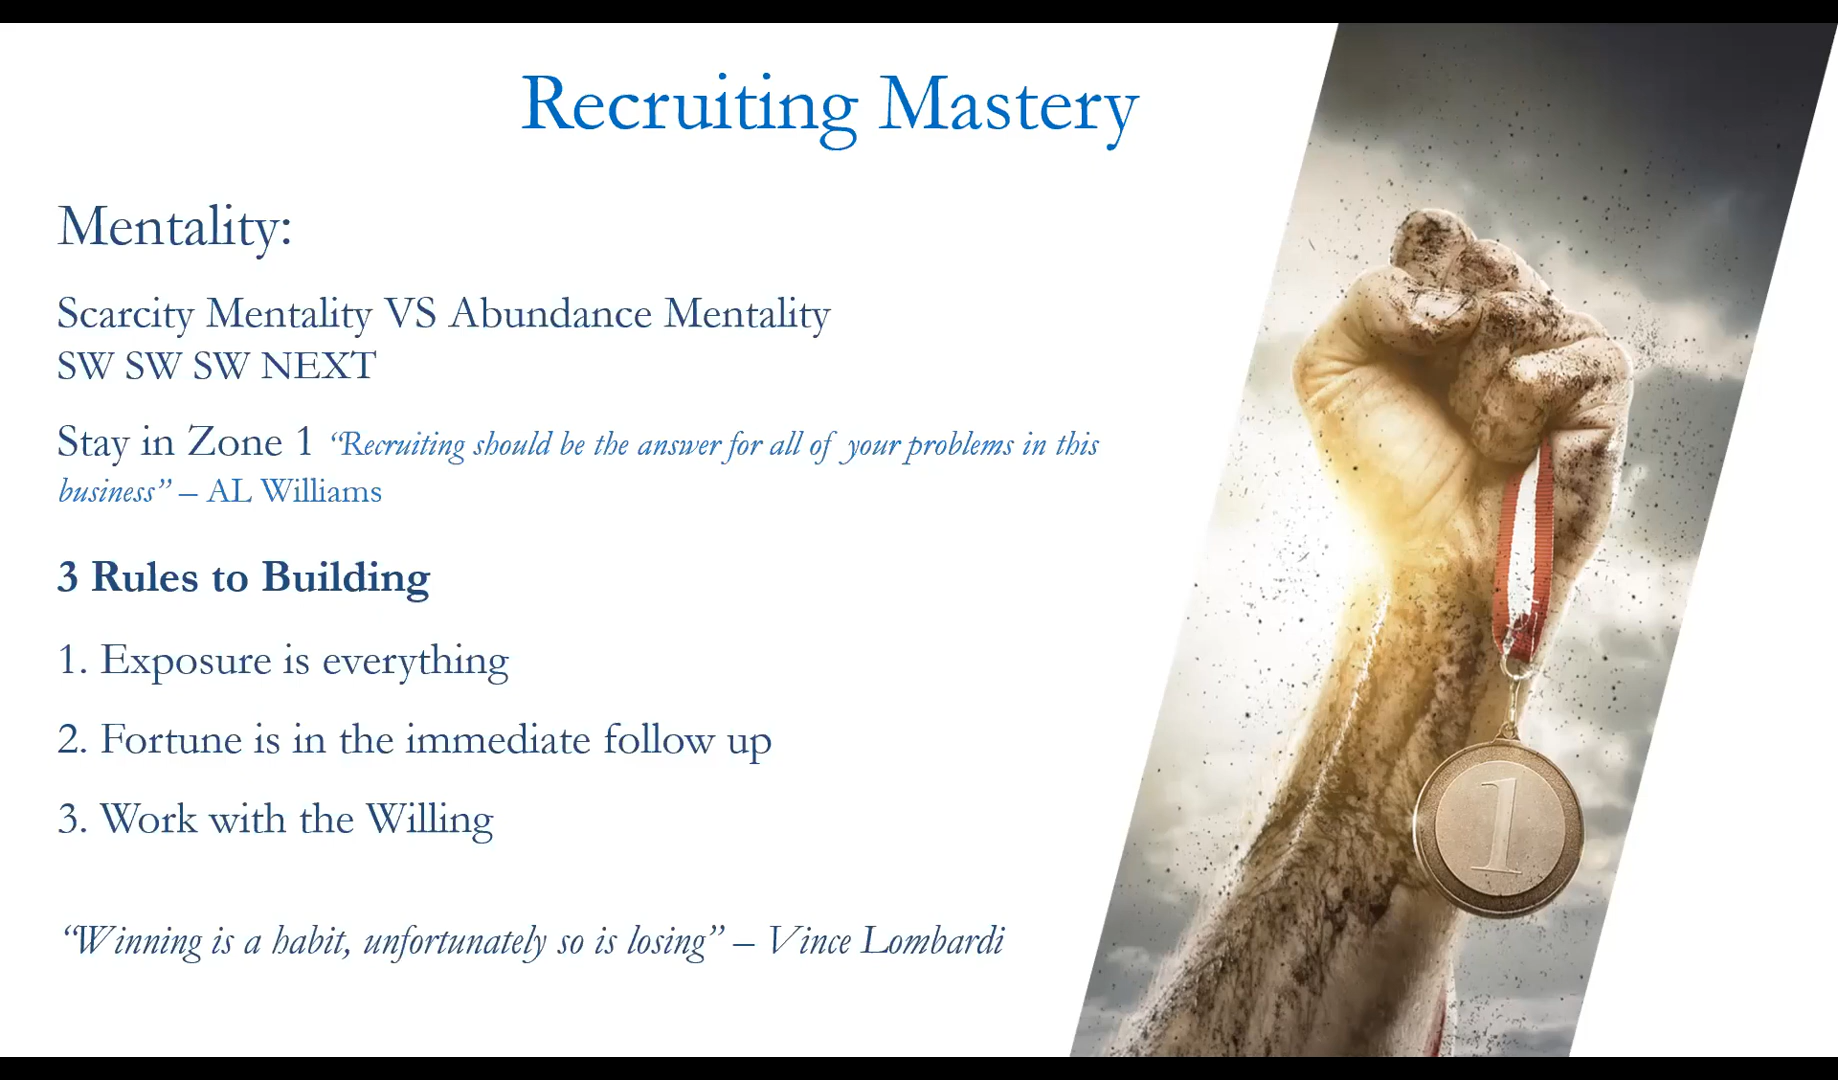 Recruiting Mastery
Mentality:
Scarcity Mentality VS Abundance Mentality
SW SW SW NEXT
Stay in Zone 1 “Recruiting should be the answer for all of your problems in this
business” – AL Williams
3 Rules to Building
1. Exposure is everything
2. Fortune is in the immediate follow up
3. Work with the Willing
“Winning is a habit, unfortunately so is losing” – Vince Lombardi
1